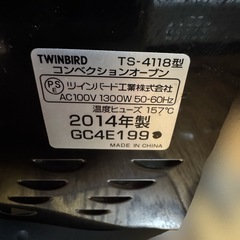 TWINBIRD TS-4118型
コンベクションオーブン
PS E ツインバード工業株式会社
AC100V 1300W 50-60Hz
温度ヒューズ 157℃
2014年製
GC4E199
MADE IN CHINA